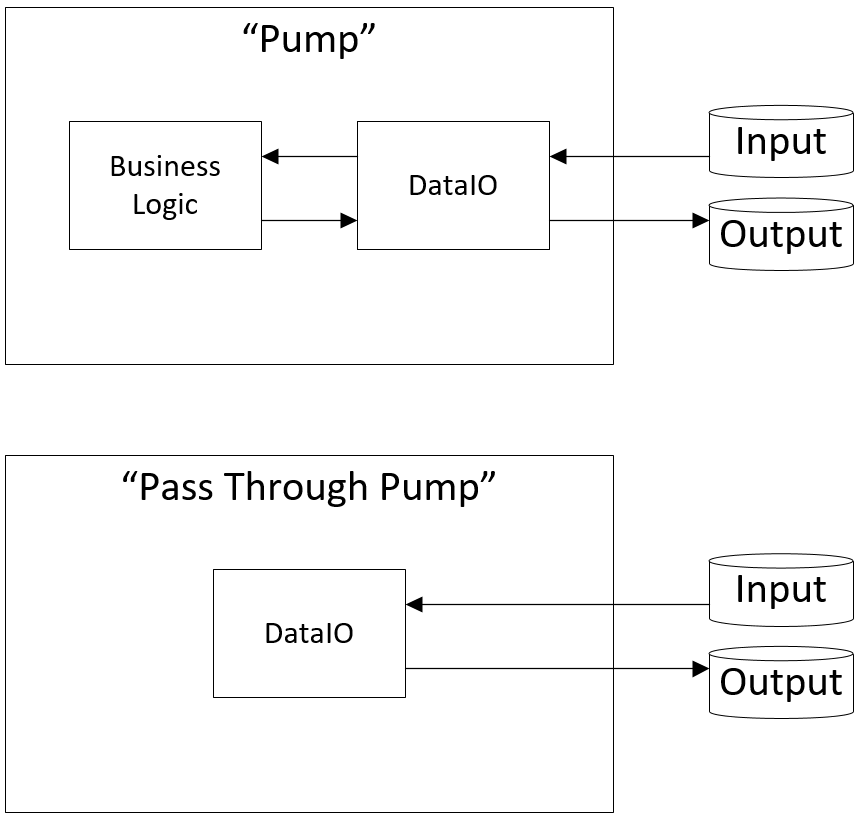 “Pump”
Business
Logic
DataIO
Input
Output
“Pass Through Pump”
DataIO
Input
Output